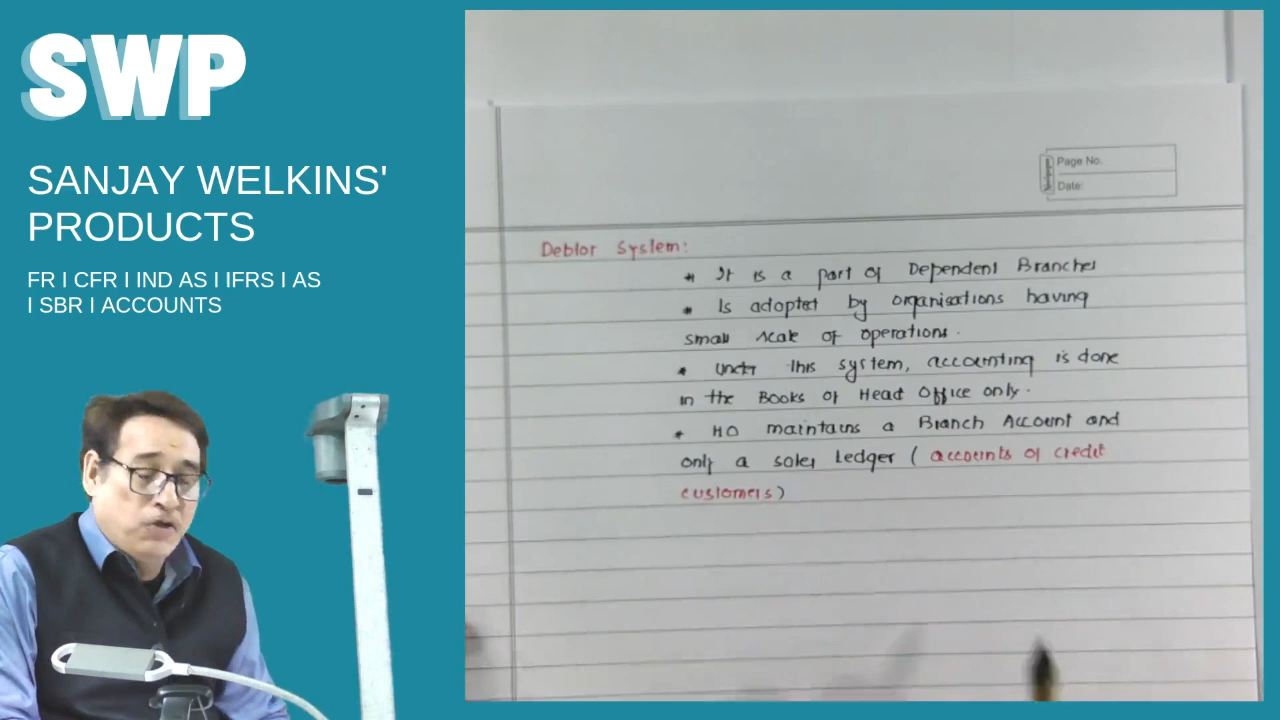 SWP
SANJAY WELKINS'
PRODUCTS
FR I CFR I IND AS I IFRS I AS
I SBR I ACCOUNTS
Page No.
Date:
Debtor System:
* It is a part of Dependent Branches
* Is adopted by organisations having
small scale of operations.
* Under this system, accounting is done
in the Books of Head Office only.
* HO maintains a Branch Account and
only a sales Ledger ( accounts of credit
customers)